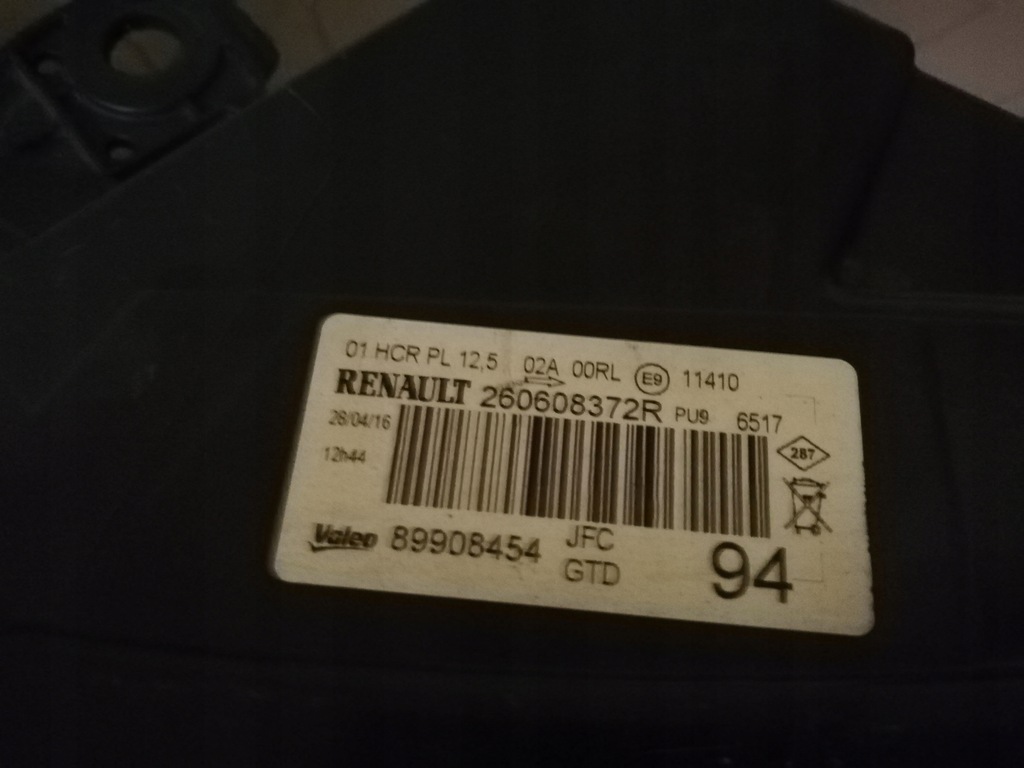 01 HCR PL 12,5 02A 00RL E9 11410
RENAULT 260608372R PU9 6517
28/04/16
12h44
287
Valeo 89908454 JFC
GTD
94